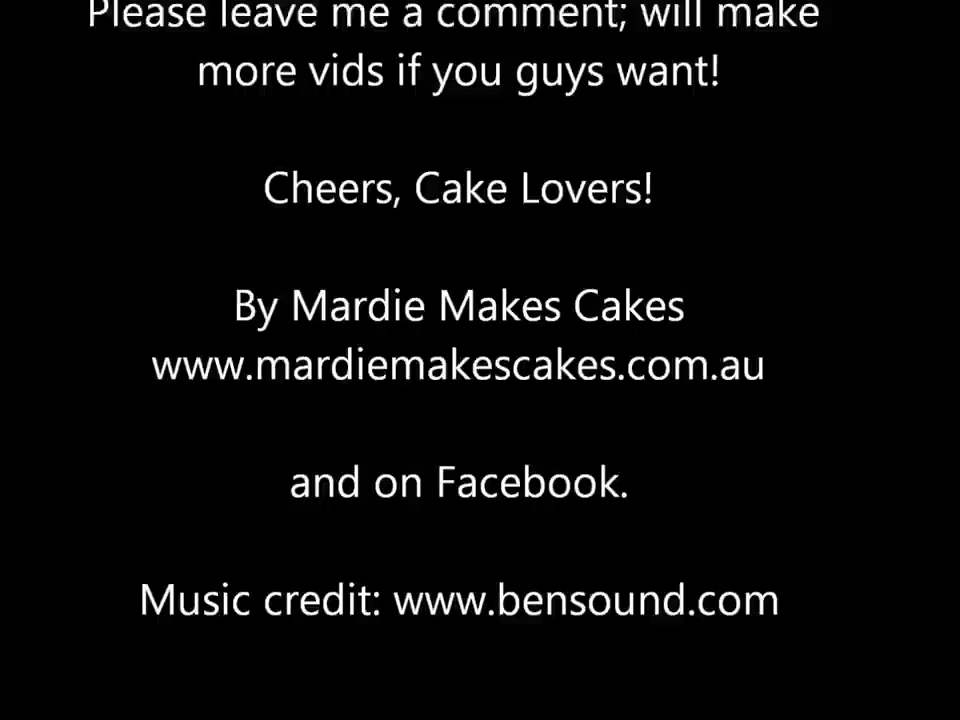 Please leave me a comment; will make
more vids if you guys want!
Cheers, Cake Lovers!
By Mardie Makes Cakes
www.mardiemakescakes.com.au
and on Facebook.
Music credit: www.bensound.com